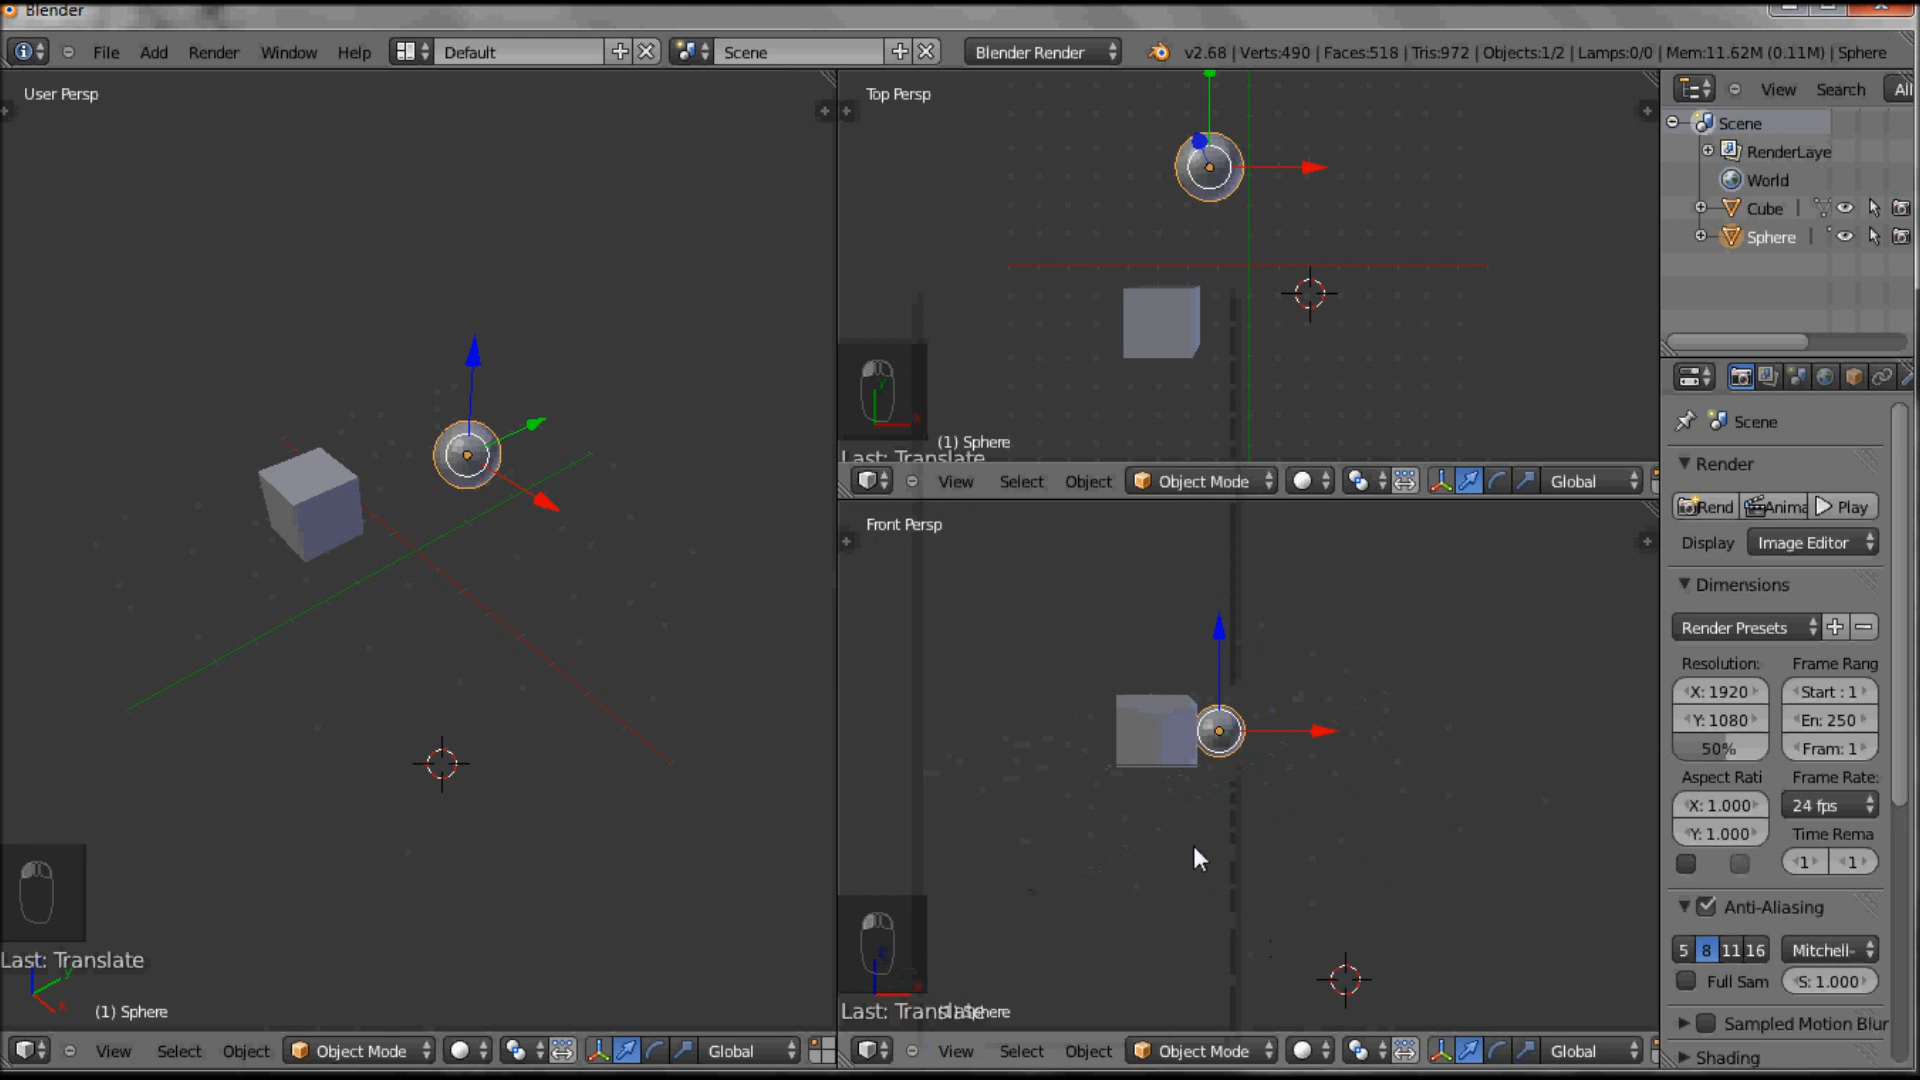 Blender
File Add Render Window Help Default Scene Blender Render v2.68 | Verts:490 | Faces:518 | Tris:972 | Objects:1/2 | Lamps:0/0 | Mem:11.62M (0.11M) | Sphere
User Persp
Last: Translate
(1) Sphere
View Select Object Object Mode Global
Top Persp
(1) Sphere
Last: Translate
View Select Object Object Mode Global
Front Persp
Last: Translate
(1) Sphere
View Select Object Object Mode Global
View Search All
Scene
RenderLaye
World
Cube
Sphere
Scene
Render
Rend Anima Play
Display Image Editor
Dimensions
Render Presets
Resolution: Frame Rang
X: 1920 Start : 1
Y: 1080 En: 250
50% Fram: 1
Aspect Rati Frame Rate:
X: 1.000 24 fps
Y: 1.000 Time Rema
1 1
Anti-Aliasing
5 8 11 16 Mitchell-
Full Sam S: 1.000
Sampled Motion Blur
Shading